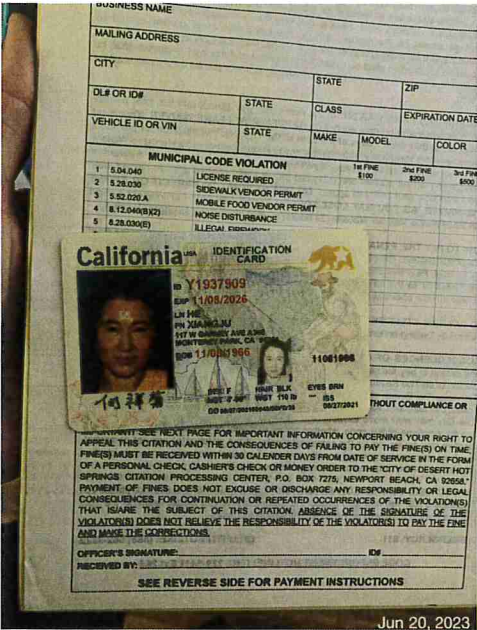 BUSINESS NAME
MAILING ADDRESS
CITY
STATE ZIP
DL# OR ID# STATE CLASS EXPIRATION DATE
VEHICLE ID OR VIN STATE MAKE MODEL COLOR
MUNICIPAL CODE VIOLATION 1st FINE 2nd FINE 3rd FINE
$100 $200 $500
1 5.04.040 LICENSE REQUIRED
2 5.28.030 SIDEWALK VENDOR PERMIT
3 5.52.020.A MOBILE FOOD VENDOR PERMIT
4 8.12.040(B)(2) NOISE DISTURBANCE
5 8.28.030(E) ILLEGAL
California USA IDENTIFICATION
CARD
ID Y1937909
EXP 11/08/2026
LN HE
FN XIANGJU
117 W GARVEY AVE
MONTEREY PARK, CA
DOB 11/08/1966
11081966
SEX F HAIR BLK EYES BRN
WGT 110 lb ISS
08/27/2021
THOUT COMPLIANCE OR
IMPORTANT! SEE NEXT PAGE FOR IMPORTANT INFORMATION CONCERNING YOUR RIGHT TO
APPEAL THIS CITATION AND THE CONSEQUENCES OF FAILING TO PAY THE FINE(S) ON TIME.
FINE(S) MUST BE RECEIVED WITHIN 30 CALENDER DAYS FROM DATE OF SERVICE IN THE FORM
OF A PERSONAL CHECK, CASHIER'S CHECK OR MONEY ORDER TO THE "CITY OF DESERT HOT
SPRINGS CITATION PROCESSING CENTER, P.O. BOX 7275, NEWPORT BEACH, CA 92658."
PAYMENT OF FINES DOES NOT EXCUSE OR DISCHARGE ANY RESPONSIBILITY OR LEGAL
CONSEQUENCES FOR CONTINUATION OR REPEATED OCCURRENCES OF THE VIOLATION(S)
THAT IS/ARE THE SUBJECT OF THIS CITATION. ABSENCE OF THE SIGNATURE OF THE
VIOLATOR(S) DOES NOT RELIEVE THE RESPONSIBILITY OF THE VIOLATOR(S) TO PAY THE FINE
AND MAKE THE CORRECTIONS.
OFFICER'S SIGNATURE: ID#
RECEIVED BY:
SEE REVERSE SIDE FOR PAYMENT INSTRUCTIONS
Jun 20, 2023